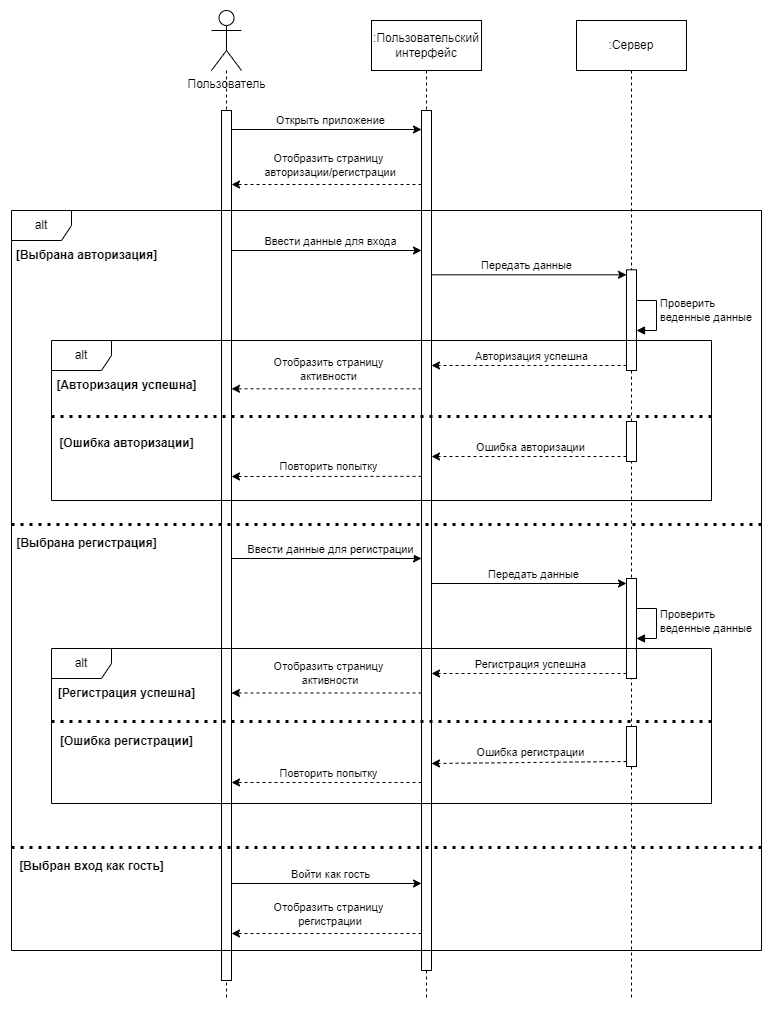 :Пользовательский
интерфейс
:Сервер
Пользователь
Открыть приложение
Отобразить страницу
авторизации/регистрации
alt
[Выбрана авторизация]
Ввести данные для входа
Передать данные
Проверить
веденные данные
alt
[Авторизация успешна]
Авторизация успешна
Отобразить страницу
активности
[Ошибка авторизации]
Ошибка авторизации
Повторить попытку
[Выбрана регистрация]
Ввести данные для регистрации
Передать данные
Проверить
веденные данные
alt
[Регистрация успешна]
Регистрация успешна
Отобразить страницу
активности
[Ошибка регистрации]
Ошибка регистрации
Повторить попытку
[Выбран вход как гость]
Войти как гость
Отобразить страницу
регистрации